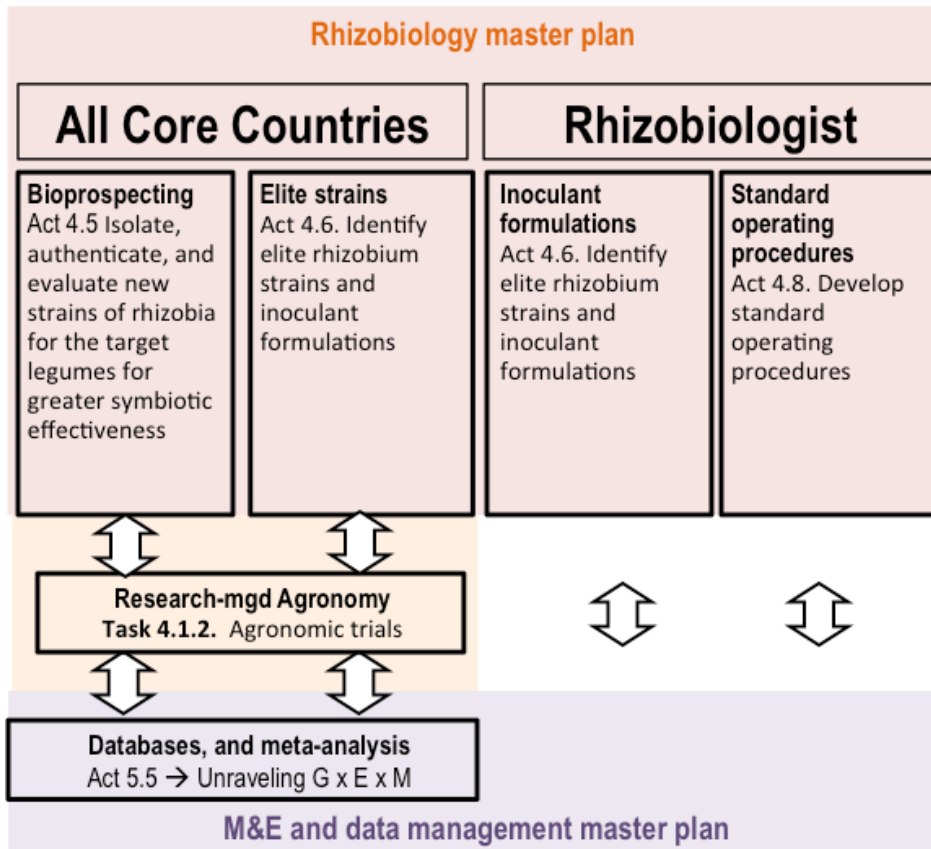 Rhizobiology master plan
All Core Countries
Rhizobiologist
Bioprospecting
Act 4.5 Isolate,
authenticate, and
evaluate new
strains of rhizobia
for the target
legumes for
greater symbiotic
effectiveness
Elite strains
Act 4.6. Identify
elite rhizobium
strains and
inoculant
formulations
Inoculant
formulations
Act 4.6. Identify
elite rhizobium
strains and
inoculant
formulations
Standard
operating
procedures
Act 4.8. Develop
standard
operating
procedures
Research-mgd Agronomy
Task 4.1.2. Agronomic trials
Databases, and meta-analysis
Act 5.5 → Unraveling G x E x M
M&E and data management master plan